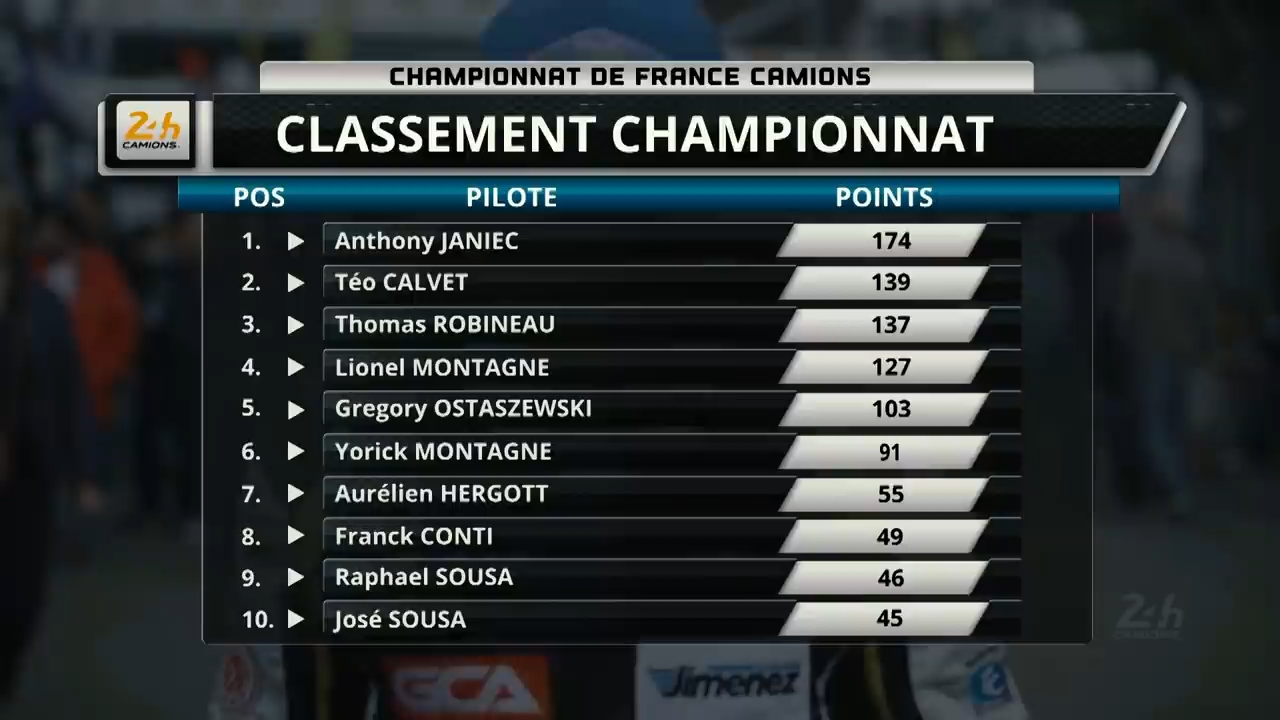 CHAMPIONNAT DE FRANCE CAMIONS
24h
CAMIONS
CLASSEMENT CHAMPIONNAT
POS PILOTE POINTS
1. Anthony JANIEC 174
2. Téo CALVET 139
3. Thomas ROBINEAU 137
4. Lionel MONTAGNE 127
5. Gregory OSTASZEWSKI 103
6. Yorick MONTAGNE 91
7. Aurélien HERGOTT 55
8. Franck CONTI 49
9. Raphael SOUSA 46
10. José SOUSA 45
24h
CAMIONS
GCA Jimenez